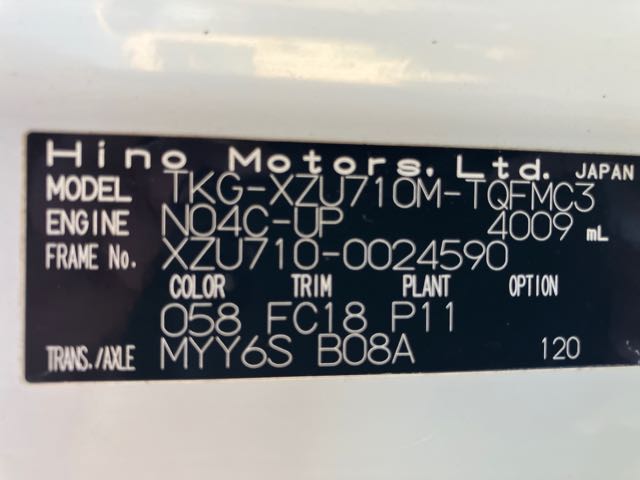 Hino Motors, Ltd. JAPAN
MODEL TKG-XZU710M-TQFMC3
ENGINE N04C-UP 4009 mL
FRAME No. XZU710-0024590
COLOR TRIM PLANT OPTION
058 FC18 P11
TRANS./AXLE MYY6S B08A 120